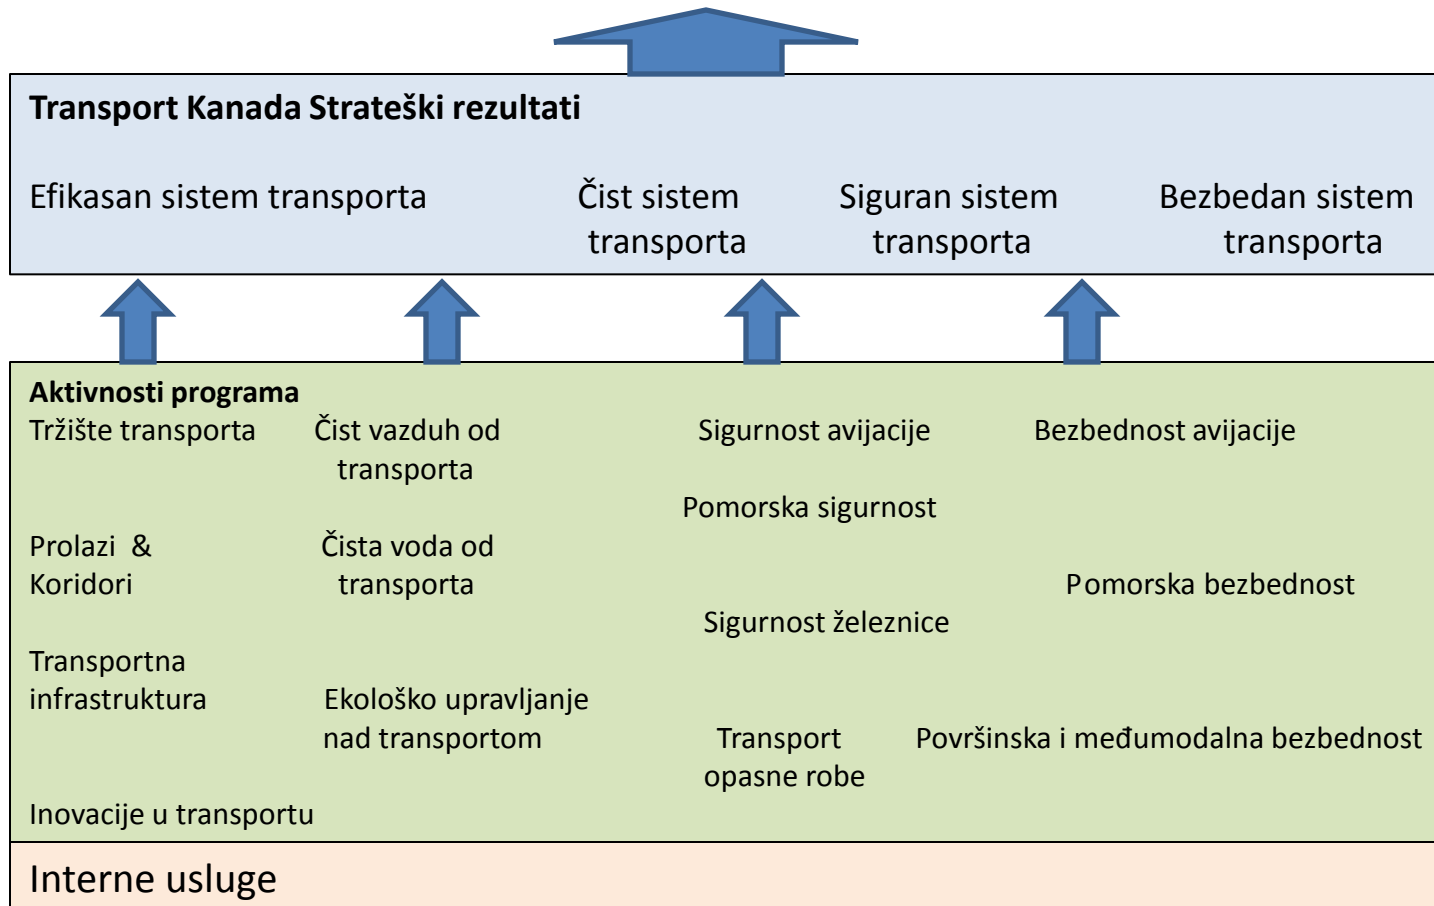 Transport Kanada Strateški rezultati
Efikasan sistem transporta
Čist sistem
transporta
Siguran sistem
transporta
Bezbedan sistem
transporta
Aktivnosti programa
Tržište transporta
Prolazi &
Koridori
Transportna
infrastruktura
Inovacije u transportu
Čist vazduh od
transporta
Čista voda od
transporta
Ekološko upravljanje
nad transportom
Sigurnost avijacije
Pomorska sigurnost
Sigurnost železnice
Transport
opasne robe
Bezbednost avijacije
Pomorska bezbednost
Površinska i međumodalna bezbednost
Interne usluge